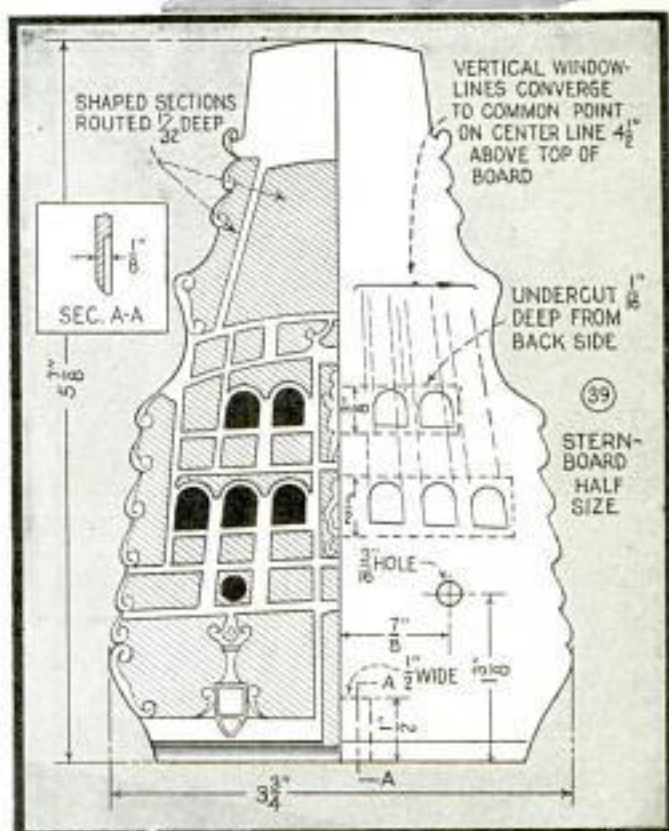 VERTICAL WINDOW-
LINES CONVERGE
TO COMMON POINT
ON CENTER LINE 4 1/2"
ABOVE TOP OF
BOARD
SHAPED SECTIONS
ROUTED 1/32" DEEP
1/8"
SEC. A-A
5 7/8"
UNDERCUT 1/8"
DEEP FROM
BACK SIDE
39
STERN-
BOARD
HALF
SIZE
3/16" HOLE
7/8"
1/2" WIDE
A
1/2"
A
3 3/4"